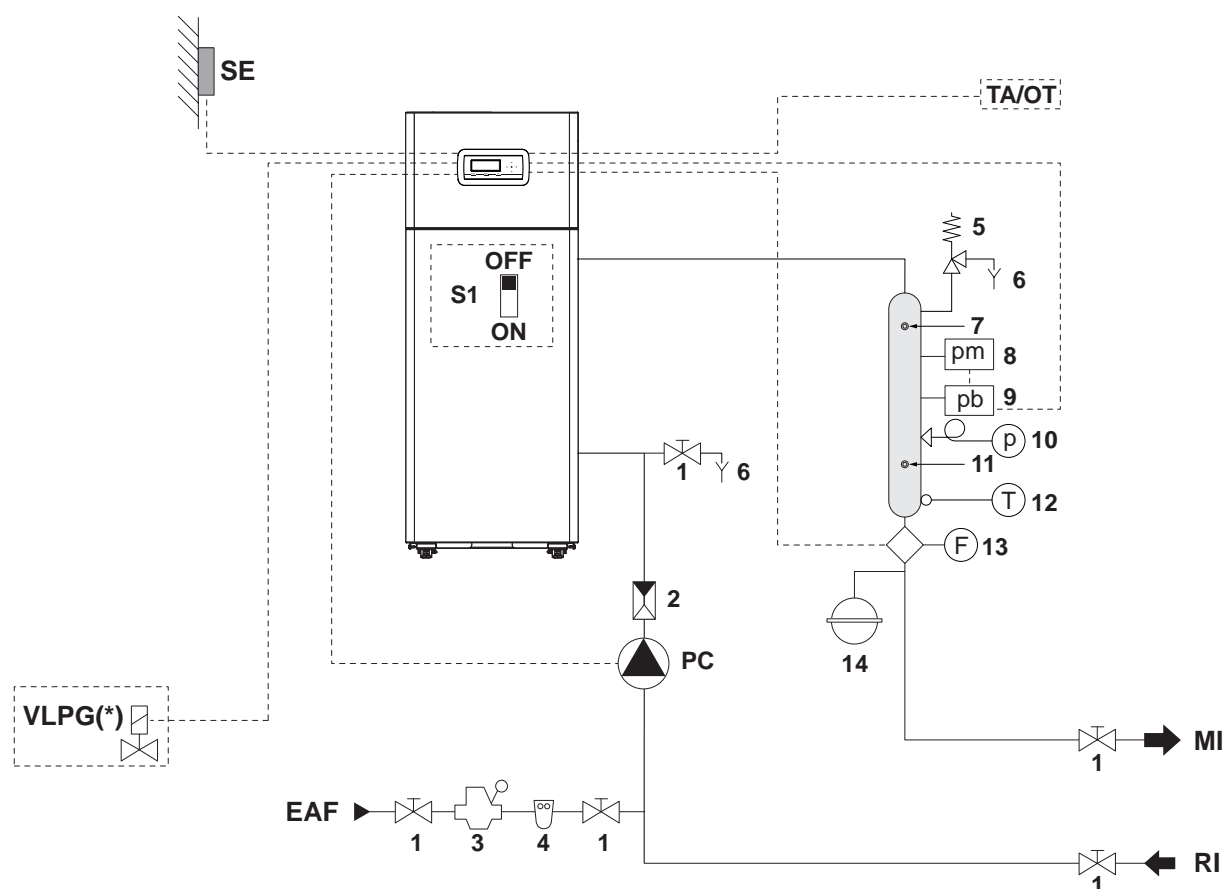 SE
TA/OT
5
OFF
S1
ON
6
7
pm 8
pb 9
p 10
11
1 6
T 12
F 13
2
PC
14
VLPG(*)
MI
1
EAF
1 3 4 1
RI
1